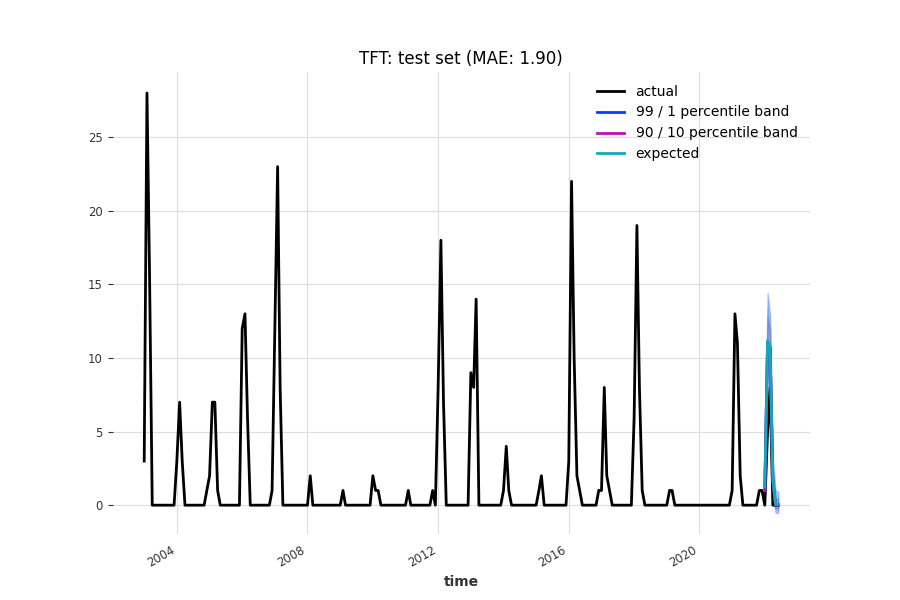 TFT: test set (MAE: 1.90)
actual
99 / 1 percentile band
90 / 10 percentile band
expected
25
20
15
10
5
0
2004
2008
2012
2016
2020
time